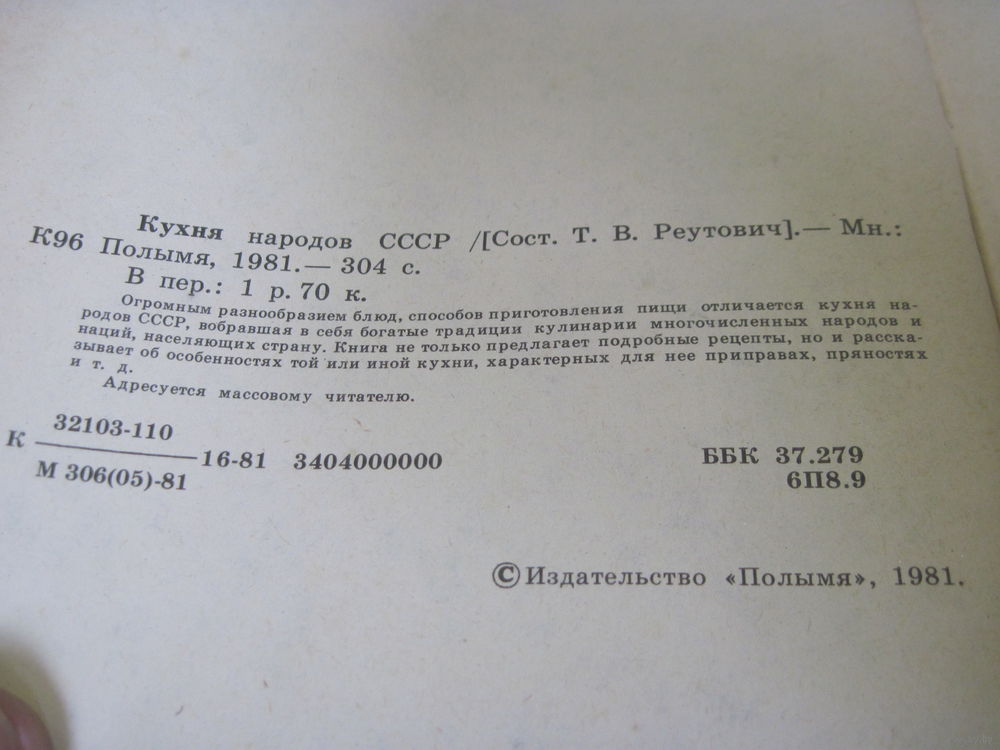 Кухня народов СССР /[Сост. Т. В. Реутович].— Мн.:
К96 Полымя, 1981.— 304 с.
В пер.: 1 р. 70 к.
Огромным разнообразием блюд, способов приготовления пищи отличается кухня на-
родов СССР, вобравшая в себя богатые традиции кулинарии многочисленных народов и
наций, населяющих страну. Книга не только предлагает подробные рецепты, но и расска-
зывает об особенностях той или иной кухни, характерных для нее приправах, пряностях
и т. д.
Адресуется массовому читателю.
32103-110
К 16-81 3404000000
М 306(05)-81
ББК 37.279
6П8.9
© Издательство «Полымя», 1981.